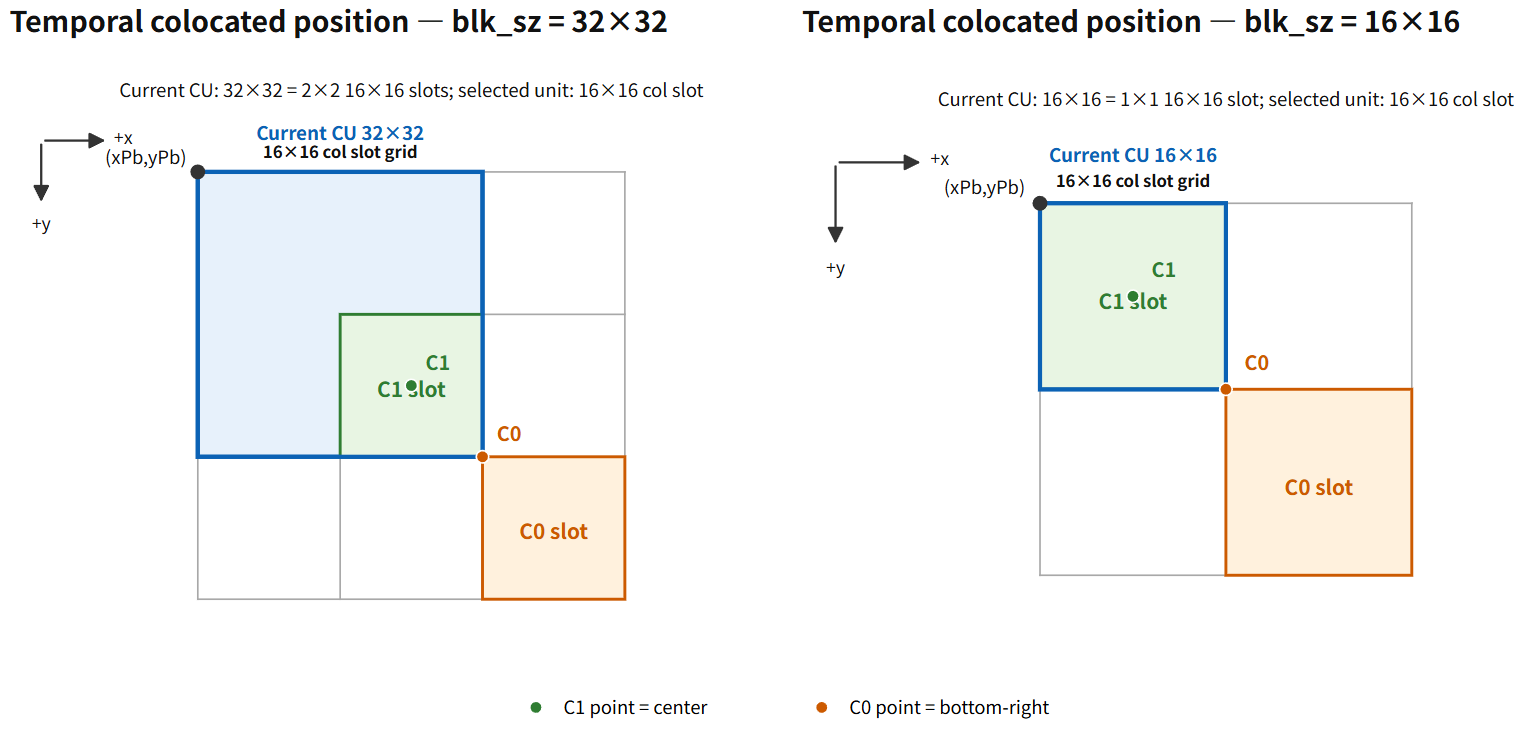 Temporal colocated position — blk_sz = 32×32
Current CU: 32×32 = 2×2 16×16 slots; selected unit: 16×16 col slot
+x
(xPb,yPb)
+y
Current CU 32×32
16×16 col slot grid
C1
C1 slot
C0
C0 slot
Temporal colocated position — blk_sz = 16×16
Current CU: 16×16 = 1×1 16×16 slot; selected unit: 16×16 col slot
+x
(xPb,yPb)
+y
Current CU 16×16
16×16 col slot grid
C1
C1 slot
C0
C0 slot
C1 point = center
C0 point = bottom-right